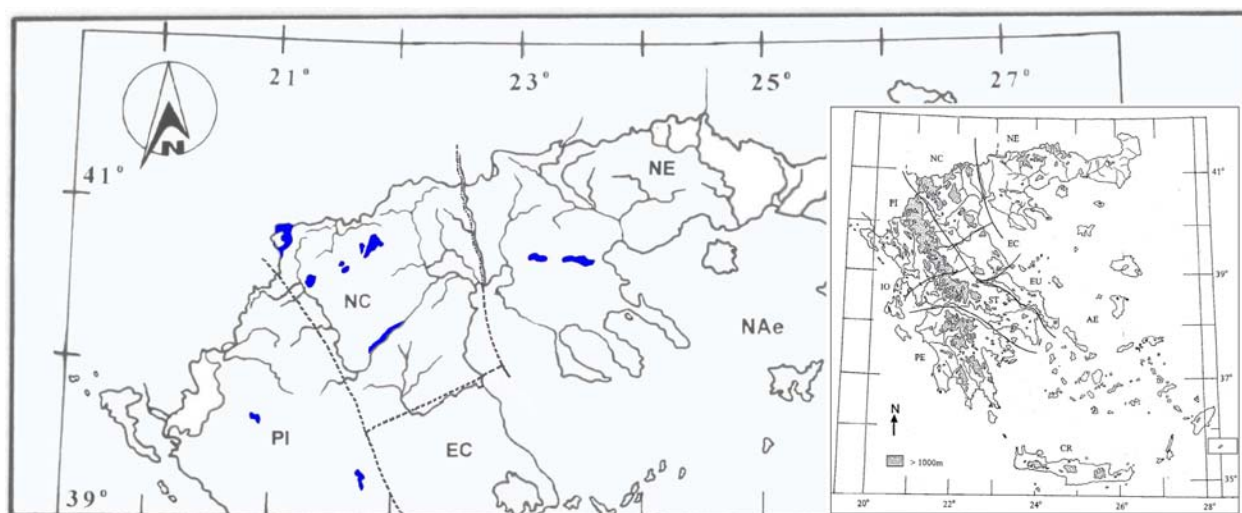 21°
23°
25°
27°
N
41°
39°
NE
NC
NAe
PI
EC
NE
NC
PI
EC
IO
EU
ST
AE
PE
CR
N
> 1000m
41°
39°
37°
35°
20°
22°
24°
26°
28°